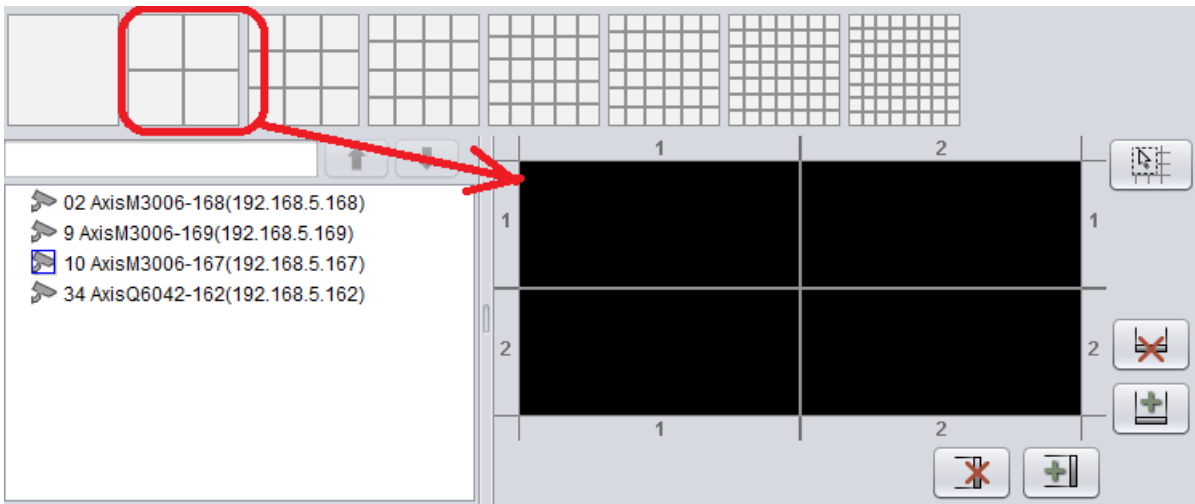 1 2
02 AxisM3006-168(192.168.5.168)
9 AxisM3006-169(192.168.5.169)
10 AxisM3006-167(192.168.5.167)
34 AxisQ6042-162(192.168.5.162)
1 1
2 2
1 2